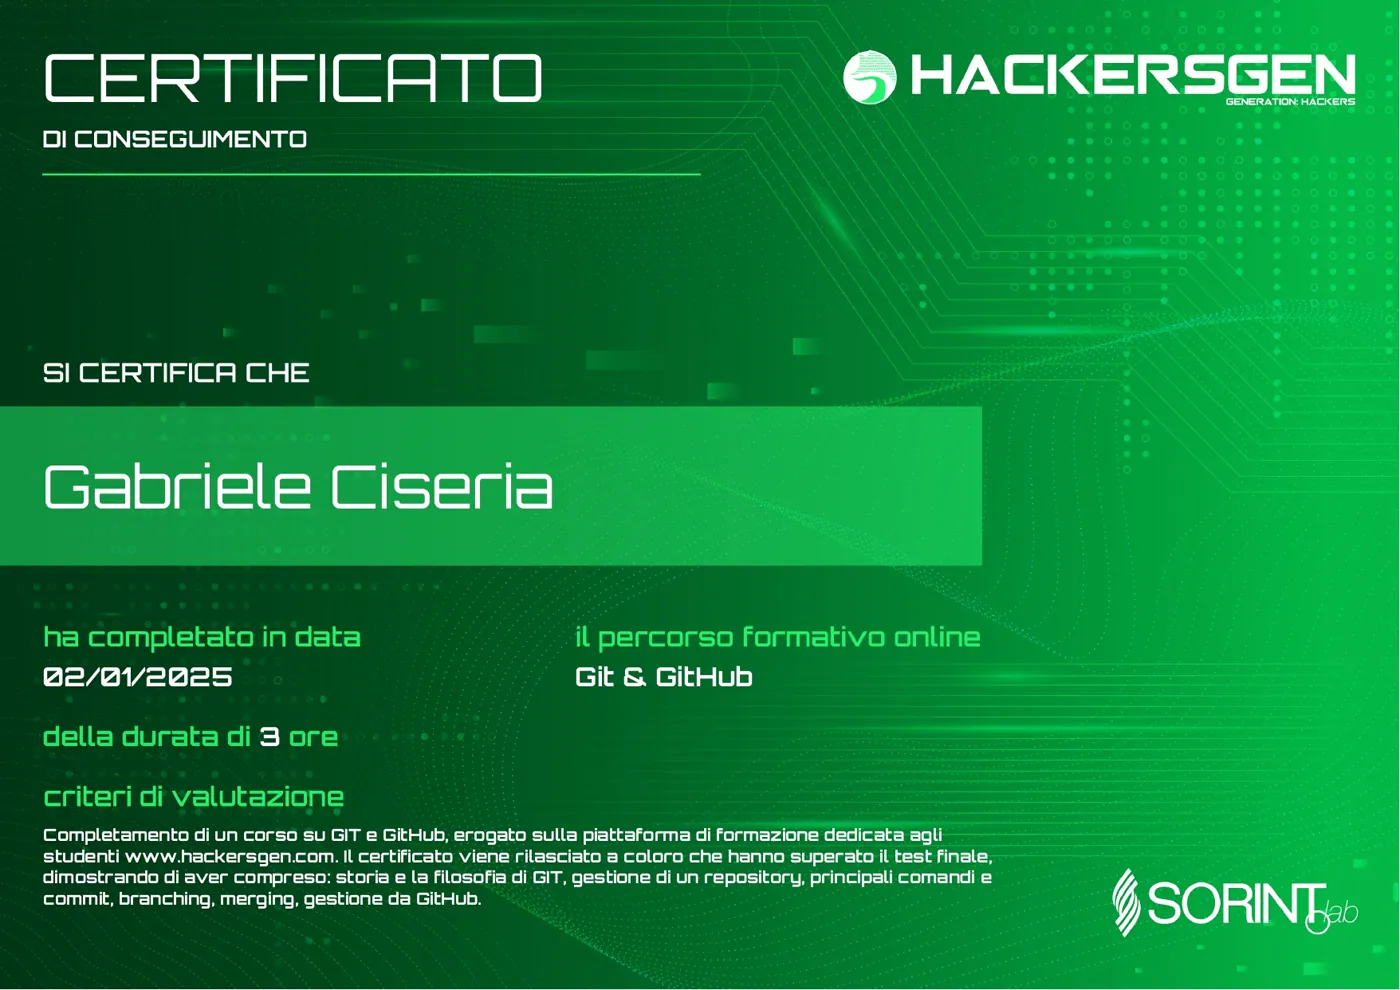 CERTIFICATO
DI CONSEGUIMENTO
HACKERSGEN
GENERATION: HACKERS
SI CERTIFICA CHE
Gabriele Ciseria
ha completato in data
02/01/2025
il percorso formativo online
Git & GitHub
della durata di 3 ore
criteri di valutazione
Completamento di un corso su GIT e GitHub, erogato sulla piattaforma di formazione dedicata agli
studenti www.hackersgen.com. Il certificato viene rilasciato a coloro che hanno superato il test finale,
dimostrando di aver compreso: storia e la filosofia di GIT, gestione di un repository, principali comandi e
commit, branching, merging, gestione da GitHub.
SORINT lab